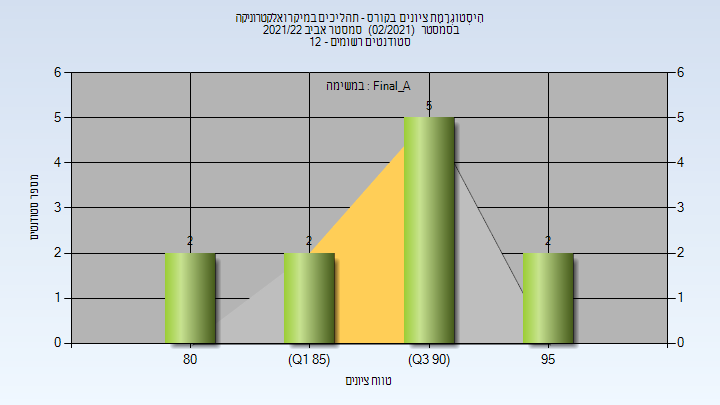 היסטוגרמת ציונים בקורס - תהליכים במיקרואלקטרוניקה
בסמסטר (02/2021) סמסטר אביב 2021/22
סטודנטים רשומים - 12
במשימה : Final_A
מספר סטודנטים
6 6
5 5
4 4
3 3
2 2
1 1
0 0
2 2 5 2
80 (Q1 85) (Q3 90) 95
טווח ציונים